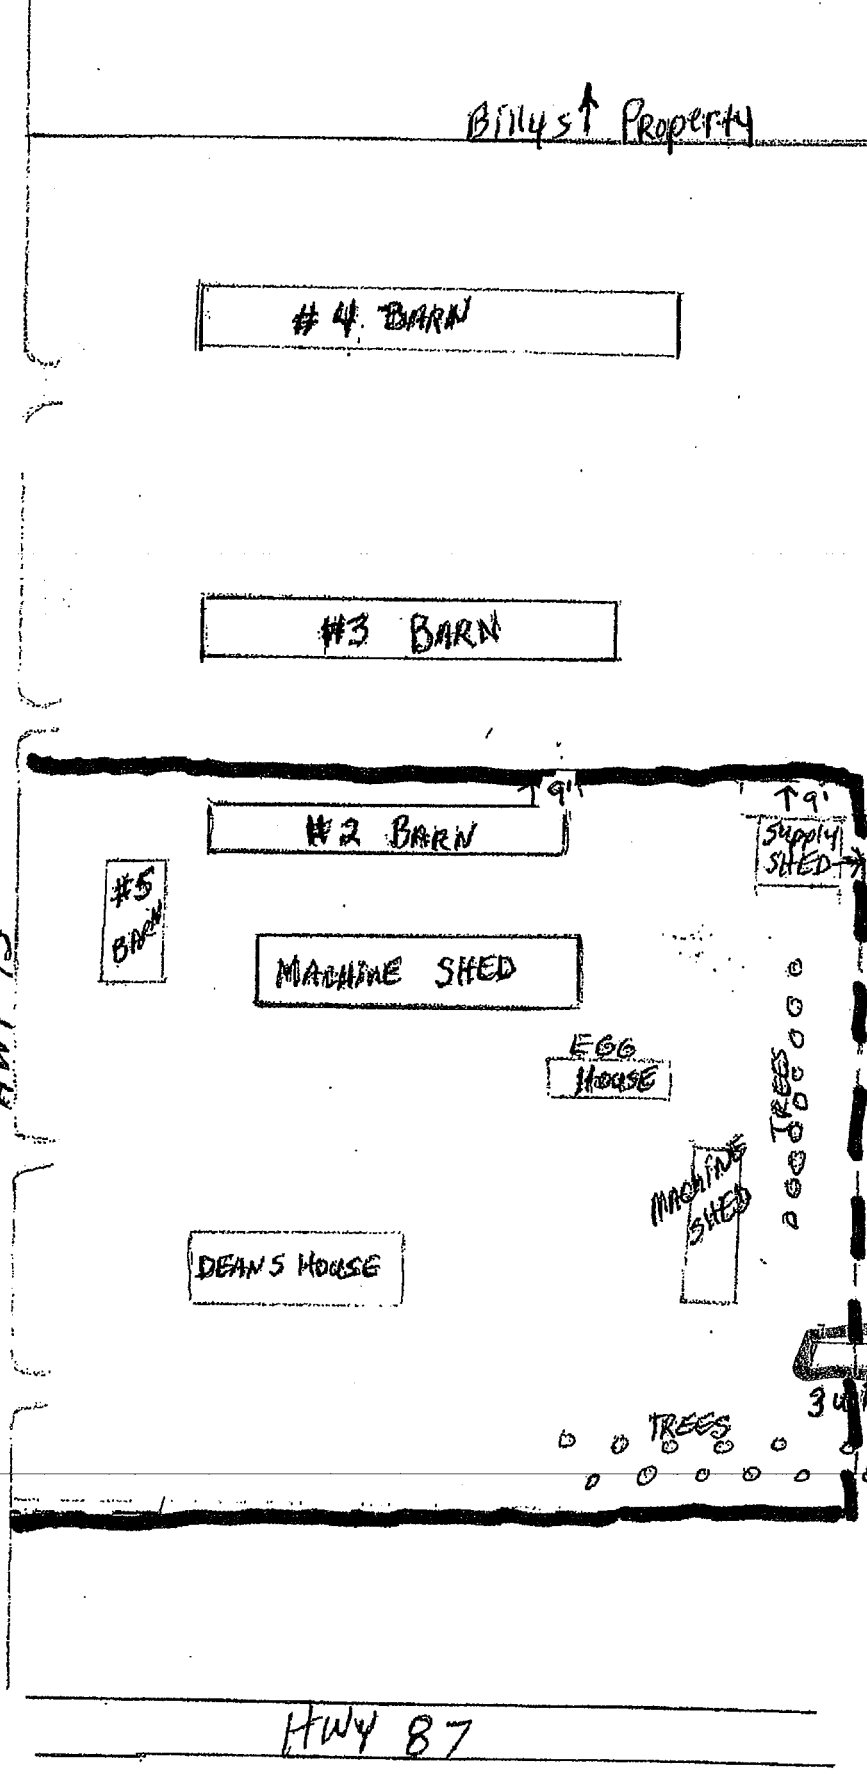 Billys ↑ Property
# 4 BARN
#3 BARN
9'
↑ 9'
#2 BARN
Supply
SHED→
#5
BARN
MACHINE SHED
EGG
HOUSE
TREES
MACHINE
SHED
DEANS HOUSE
TREES
HWY 87